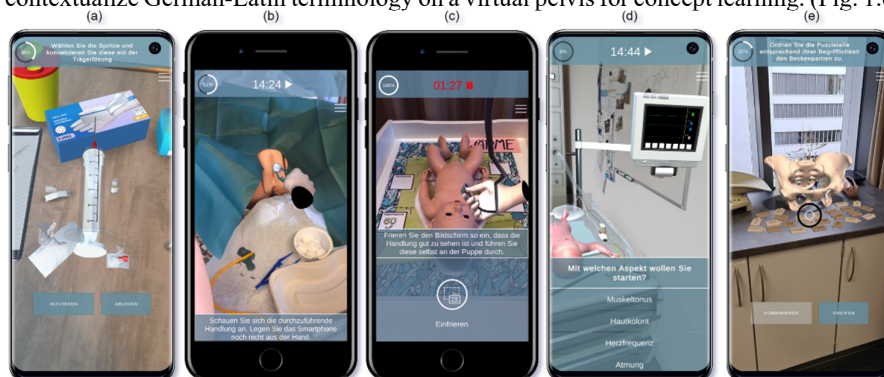 contextualize German-Latin terminology on a virtual pelvis for concept learning. (Fig. 1.
(a)
(b)
(c)
(d)
(e)
Wählen Sie die Spritze und
konnektieren Sie diese mit der
Trägerlösung
AUFZIEHEN
ABLEGEN
14:24
Schauen Sie sich die durchzuführende
Handlung an. Legen Sie das Smartphone
noch nicht aus der Hand.
01:27
100%
WÄRME
Frieren Sie den Bildschirm so ein, dass die
Handlung gut zu sehen ist und führen Sie
diese selbst an der Puppe durch.
Einfrieren
14:44
Mit welchen Aspekt wollen Sie
starten?
Muskeltonus
Hautkolorit
Herzfrequenz
Atmung
Ordnen Sie die Puzzleteile
entsprechend ihrer Begrifflichkeit
den Beckenpartien zu.
GREIFEN